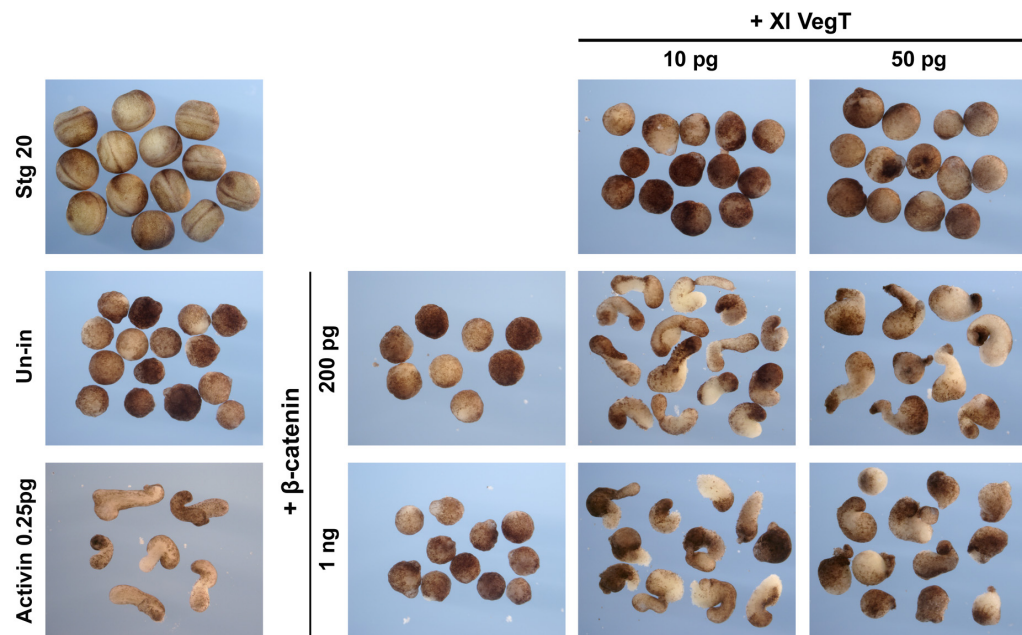 + Xl VegT
10 pg
50 pg
Stg 20
Un-in
+ β-catenin
200 pg
Activin 0.25pg
1 ng